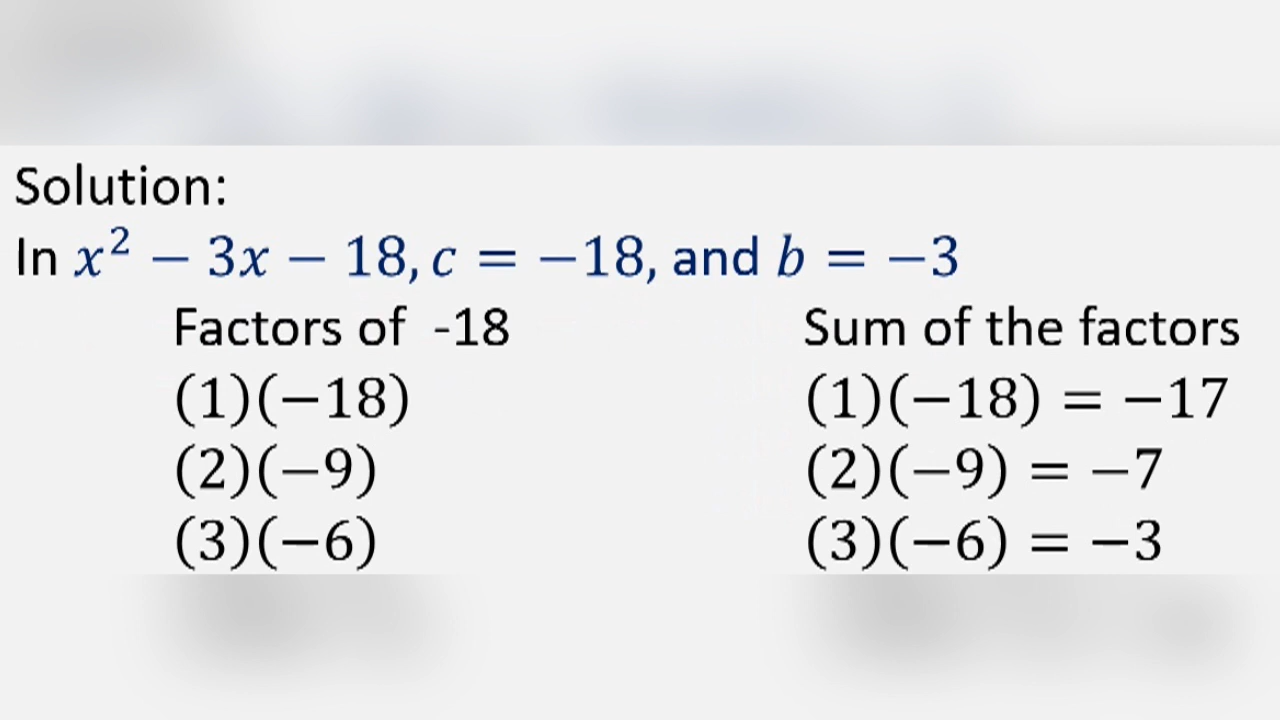 Solution:
In x² − 3x − 18, c = −18, and b = −3
Factors of -18 Sum of the factors
(1)(−18) (1)(−18) = −17
(2)(−9) (2)(−9) = −7
(3)(−6) (3)(−6) = −3